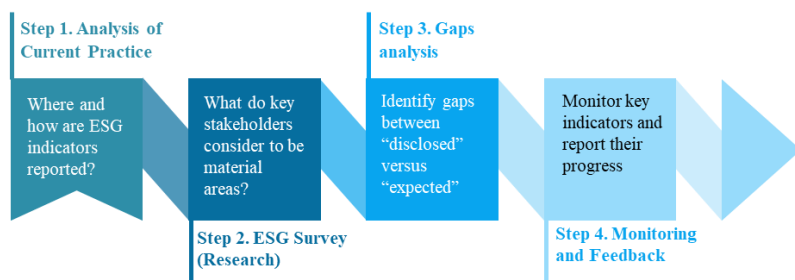 Step 1. Analysis of
Current Practice
Where and
how are ESG
indicators
reported?
What do key
stakeholders
consider to be
material
areas?
Step 2. ESG Survey
(Research)
Step 3. Gaps
analysis
Identify gaps
between
“disclosed”
versus
“expected”
Monitor key
indicators and
report their
progress
Step 4. Monitoring
and Feedback